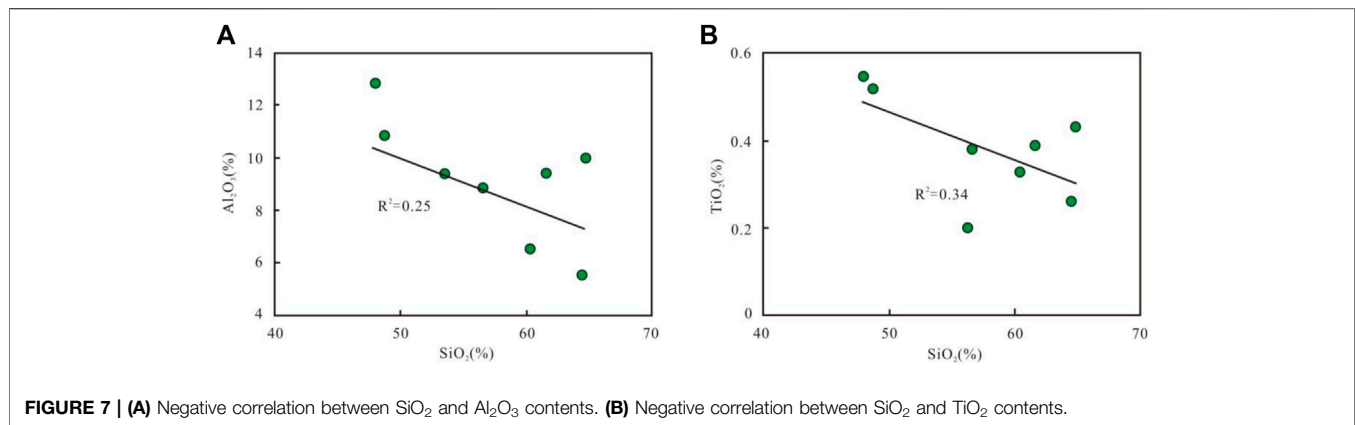 A
B
14
12
10
8
6
4
Al₂O₃(%)
R²=0.25
40 50 60 70
SiO₂(%)
0.6
0.4
0.2
0
TiO₂(%)
R²=0.34
40 50 60 70
SiO₂(%)
FIGURE 7 | (A) Negative correlation between SiO₂ and Al₂O₃ contents. (B) Negative correlation between SiO₂ and TiO₂ contents.